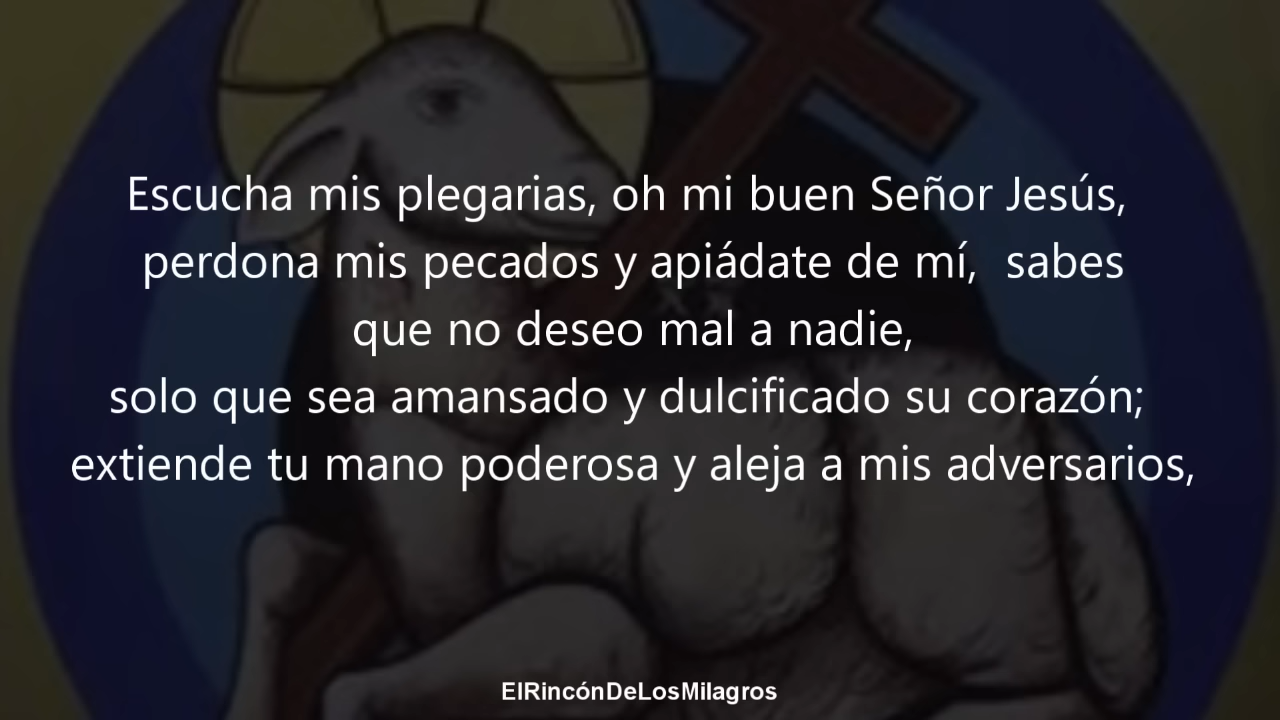 Escucha mis plegarias, oh mi buen Señor Jesús,
perdona mis pecados y apiádate de mí,  sabes
que no deseo mal a nadie,
solo que sea amansado y dulcificado su corazón;
extiende tu mano poderosa y aleja a mis adversarios,
ElRincónDeLosMilagros